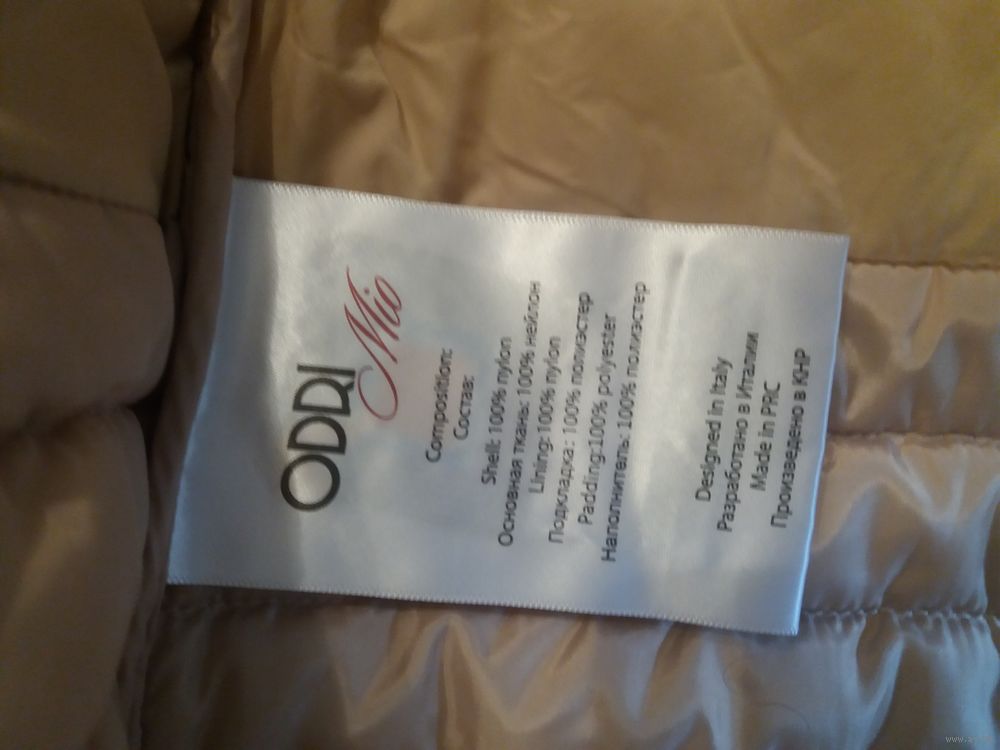 ODRI
Mio
Composition:
Состав:
Shell: 100% nylon
Основная ткань: 100% нейлон
Lining: 100% nylon
Подкладка: 100% полиэстер
Padding:100% polyester
Наполнитель: 100% полиэстер
Designed in Italy
Разработано в Италии
Made in PRC
Произведено в КНР